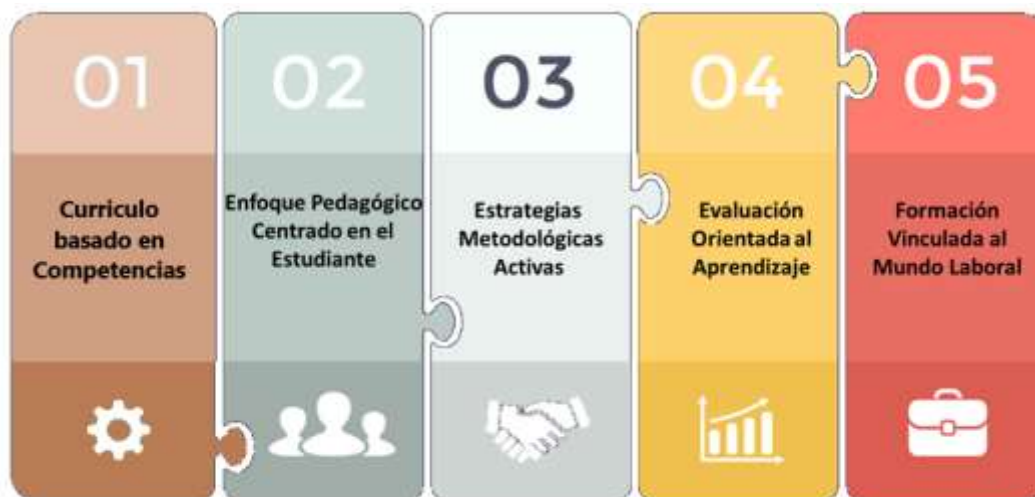 01
Curriculo
basado en
Competencias
02
Enfoque Pedagógico
Centrado en el
Estudiante
03
Estrategias
Metodológicas
Activas
04
Evaluación
Orientada al
Aprendizaje
05
Formación
Vinculada al
Mundo Laboral